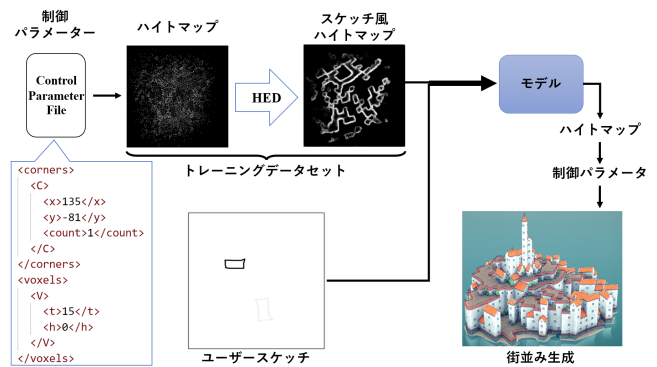 制御
パラメーター
ハイトマップ
スケッチ風
ハイトマップ
Control
Parameter
File
HED
モデル
ハイトマップ
制御パラメータ
トレーニングデータセット
<corners>
<C>
<x>135</x>
<y>-81</y>
<count>1</count>
</C>
</corners>
<voxels>
<V>
<t>15</t>
<h>0</h>
</V>
</voxels>
ユーザースケッチ
街並み生成